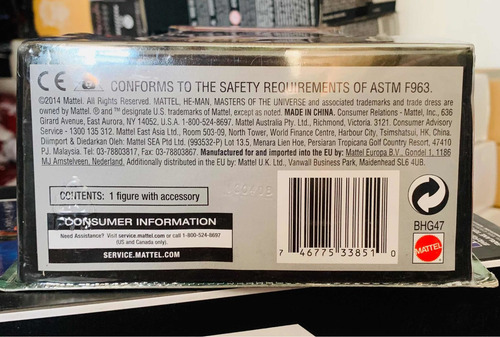 CE CONFORMS TO THE SAFETY REQUIREMENTS OF ASTM F963.
©2014 Mattel. All Rights Reserved. MATTEL, HE-MAN, MASTERS OF THE UNIVERSE and associated trademarks and trade dress are
owned by Mattel. ® and ™ designate U.S. trademarks of Mattel, except as noted. MADE IN CHINA. Consumer Relations - Mattel, Inc., 636
Girard Avenue, East Aurora, NY 14052, U.S.A. 1-800-524-8697. Mattel Australia Pty. Ltd., Richmond, Victoria. 3121. Consumer Advisory
Service - 1300 135 312. Mattel East Asia Ltd., Room 503-09, North Tower, World Finance Centre, Harbour City, Tsimshatsui, HK, China.
Diimport & Diedarkan Oleh: Mattel SEA Ptd Ltd. (993532-P) Lot 13.5, Menara Lien Hoe, Persiaran Tropicana Golf Country Resort, 47410
PJ. Malaysia. Tel: 03-78803817, Fax: 03-78803867. Manufactured for and imported into the EU by: Mattel Europa B.V., Gondel 1, 1186
MJ Amstelveen, Nederland. Additionally distributed in the EU by: Mattel U.K. Ltd., Vanwall Business Park, Maidenhead SL6 4UB.
CONTENTS: 1 figure with accessory
CONSUMER INFORMATION
Need Assistance? Visit service.mattel.com or call 1-800-524-8697
(US and Canada only).
SERVICE.MATTEL.COM
7 46775 33851 0
BHG47
MATTEL